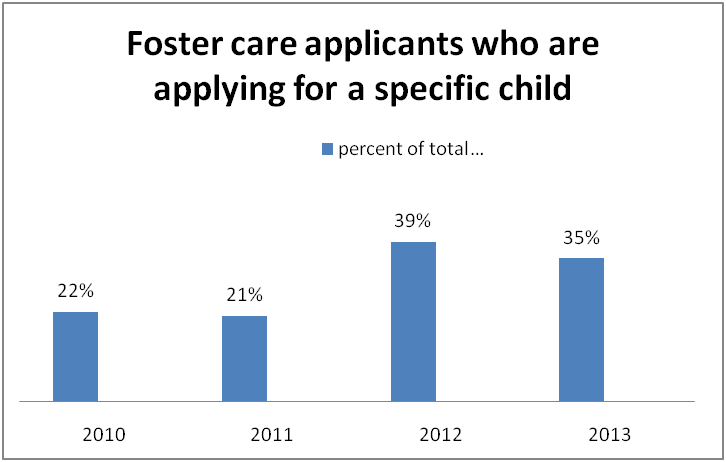 Foster care applicants who are
applying for a specific child
percent of total...
39%
35%
22%
21%
2010 2011 2012 2013